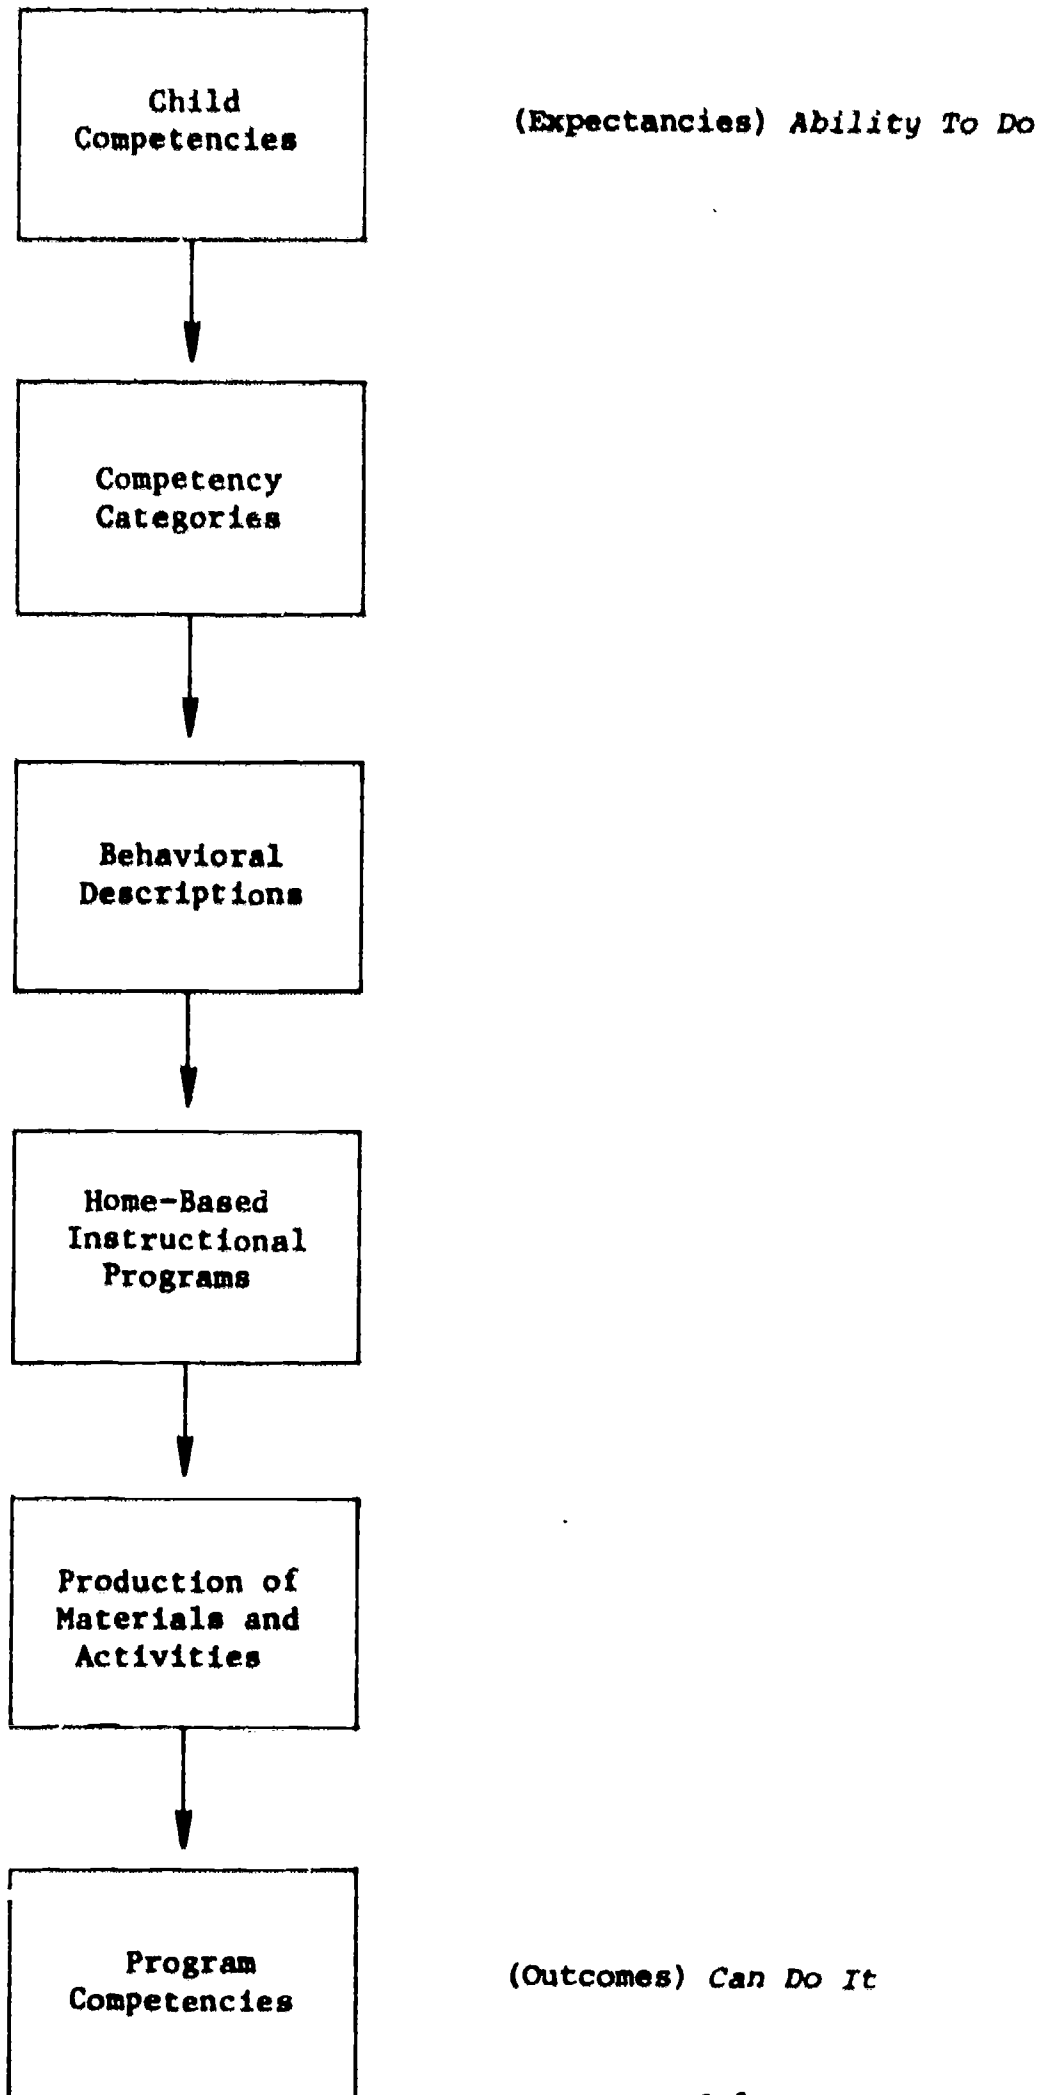 Child
Competencies
(Expectancies) Ability To Do
Competency
Categories
Behavioral
Descriptions
Home-Based
Instructional
Programs
Production of
Materials and
Activities
Program
Competencies
(Outcomes) Can Do It